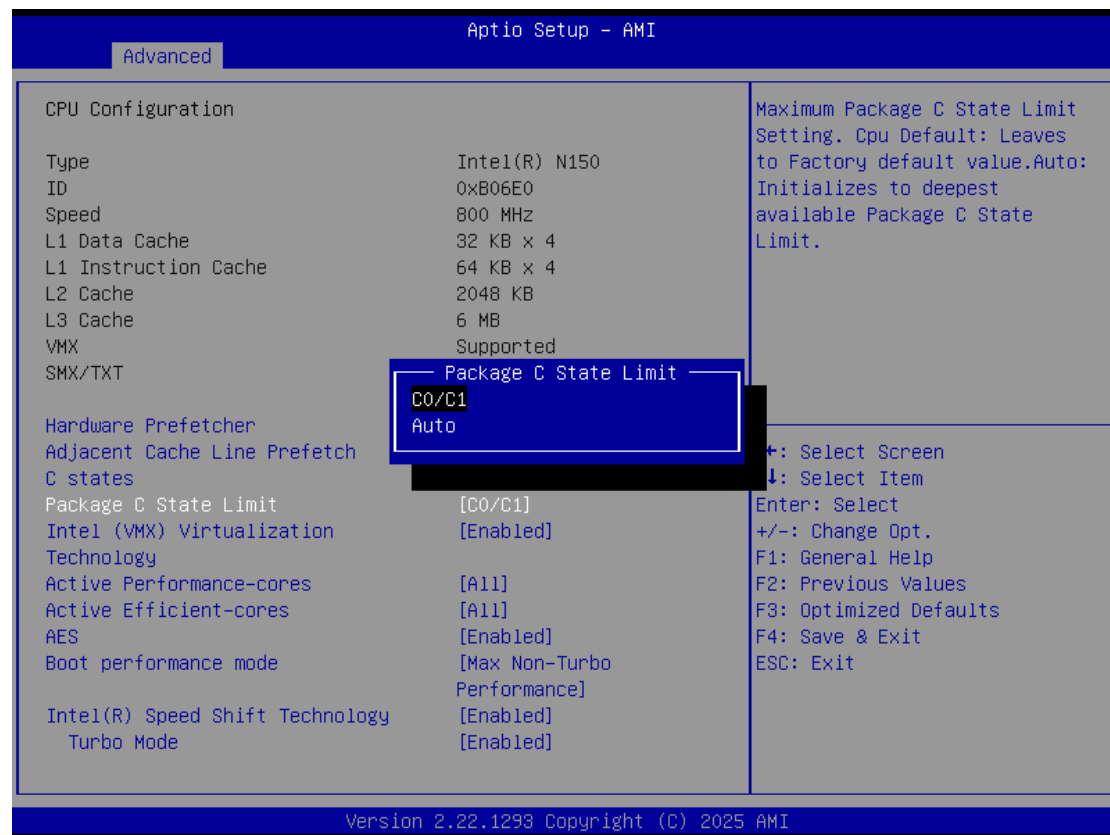 Aptio Setup - AMI
Advanced
CPU Configuration
Type Intel(R) N150
ID 0xB06E0
Speed 800 MHz
L1 Data Cache 32 KB x 4
L1 Instruction Cache 64 KB x 4
L2 Cache 2048 KB
L3 Cache 6 MB
VMX Supported
SMX/TXT
Hardware Prefetcher
Adjacent Cache Line Prefetch
C states
Package C State Limit [C0/C1]
Intel (VMX) Virtualization [Enabled]
Technology
Active Performance-cores [All]
Active Efficient-cores [All]
AES [Enabled]
Boot performance mode [Max Non-Turbo
Performance]
Intel(R) Speed Shift Technology [Enabled]
Turbo Mode [Enabled]
Package C State Limit
C0/C1
Auto
Maximum Package C State Limit
Setting. Cpu Default: Leaves
to Factory default value.Auto:
Initializes to deepest
available Package C State
Limit.
: Select Screen
: Select Item
Enter: Select
+/-: Change Opt.
F1: General Help
F2: Previous Values
F3: Optimized Defaults
F4: Save & Exit
ESC: Exit
Version 2.22.1293 Copyright (C) 2025 AMI